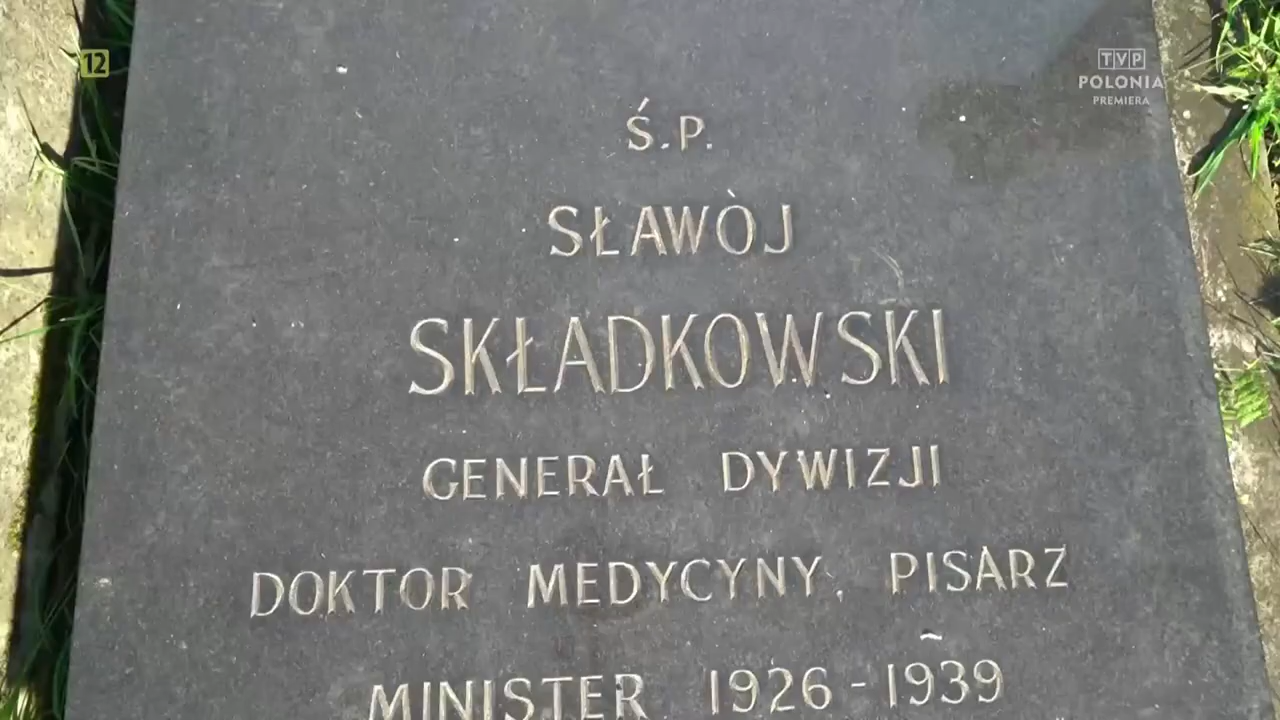 12
TVP
POLONIA
PREMIERA
Ś.P.
SŁAWÒJ
SKŁADKOWSKI
GENERAŁ DYWIZJI
DOKTOR MEDYCYNY, PISARZ
MINISTER 1926-1939